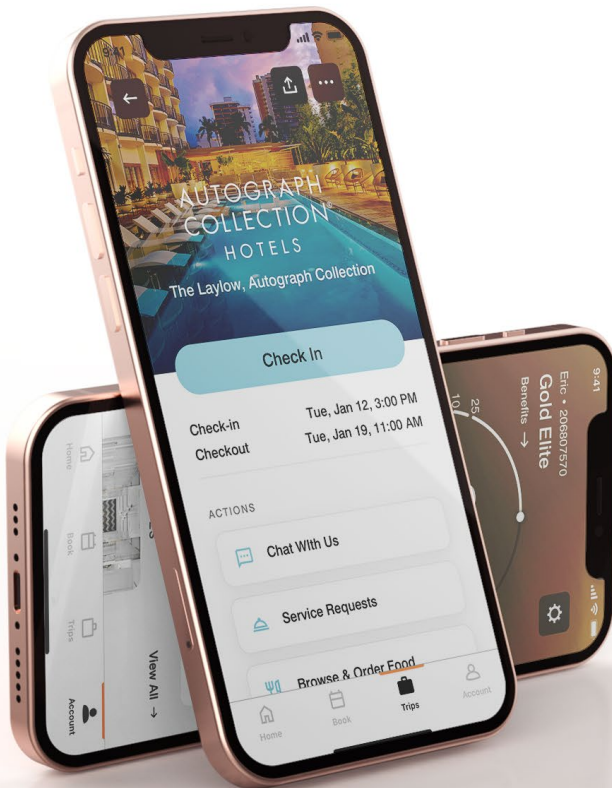 9:41
AUTOGRAPH
COLLECTION®
HOTELS
The Laylow, Autograph Collection
Check In
Check-in Tue, Jan 12, 3:00 PM
Checkout Tue, Jan 19, 11:00 AM
ACTIONS
Chat With Us
Service Requests
Browse & Order Food
Home
Book
Trips
Account
9:41
Eric • 206807570
Gold Elite
Benefits →
25
10
View All →
Home
Book
Trips
Account